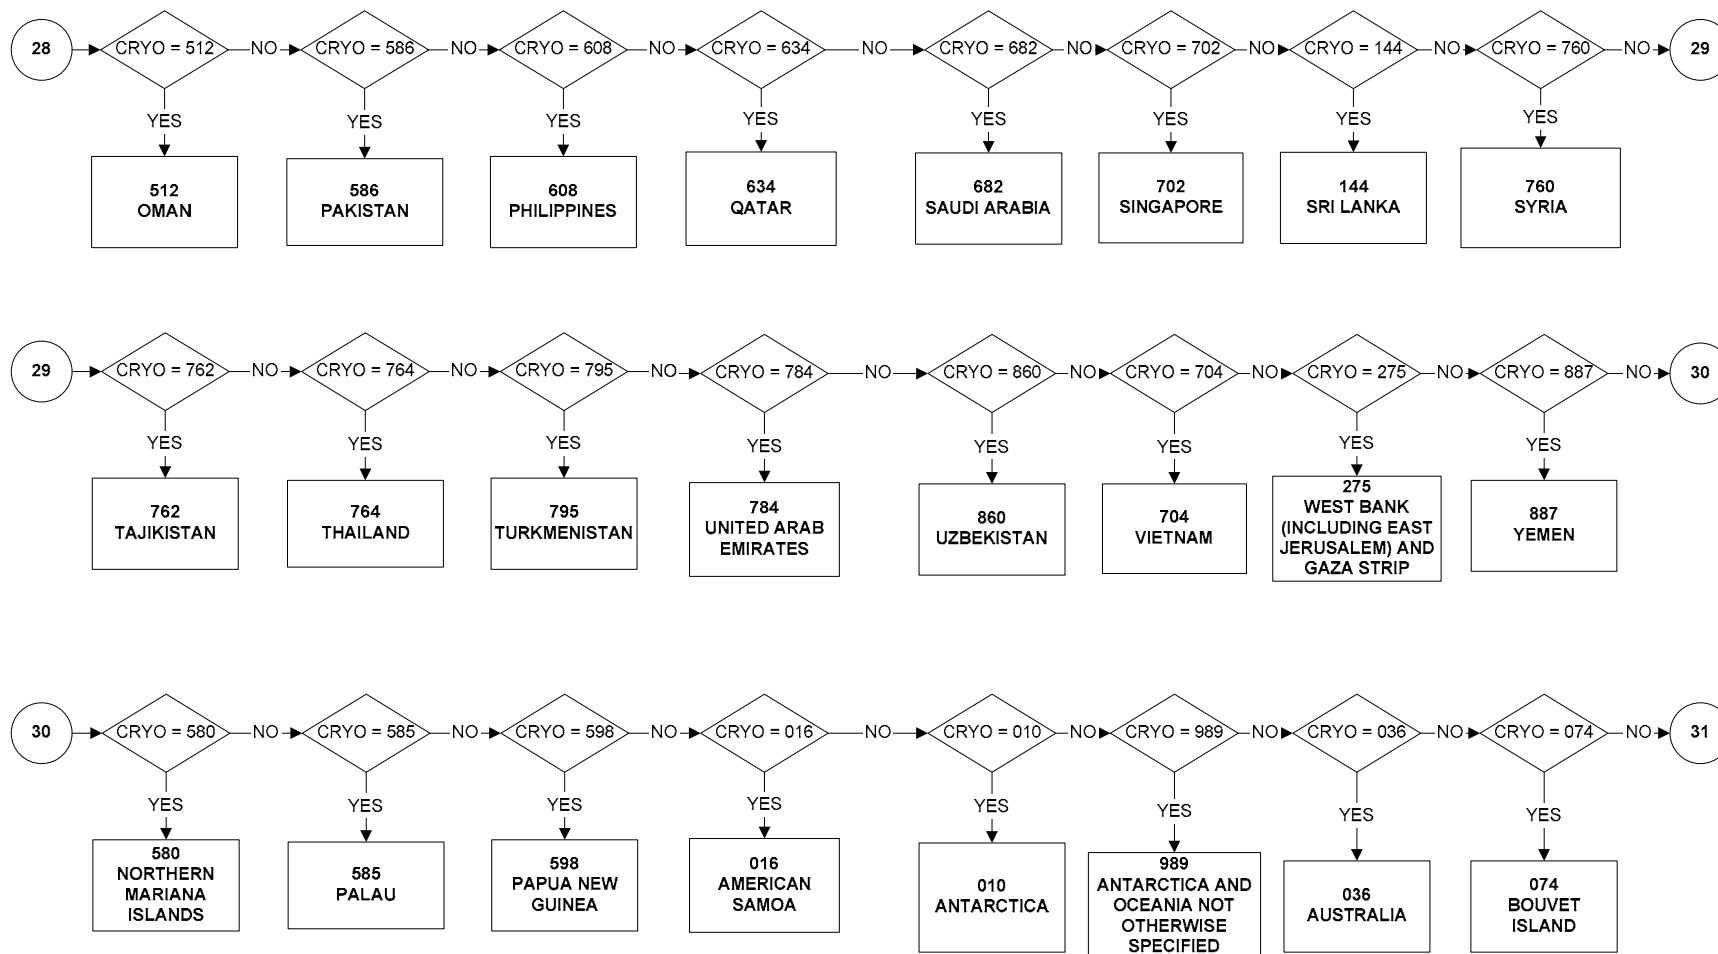 28
CRYO = 512
NO
CRYO = 586
NO
CRYO = 608
NO
CRYO = 634
NO
CRYO = 682
NO
CRYO = 702
NO
CRYO = 144
NO
CRYO = 760
NO
29
YES
YES
YES
YES
YES
YES
YES
YES
512
OMAN
586
PAKISTAN
608
PHILIPPINES
634
QATAR
682
SAUDI ARABIA
702
SINGAPORE
144
SRI LANKA
760
SYRIA
29
CRYO = 762
NO
CRYO = 764
NO
CRYO = 795
NO
CRYO = 784
NO
CRYO = 860
NO
CRYO = 704
NO
CRYO = 275
NO
CRYO = 887
NO
30
YES
YES
YES
YES
YES
YES
YES
YES
762
TAJIKISTAN
764
THAILAND
795
TURKMENISTAN
784
UNITED ARAB
EMIRATES
860
UZBEKISTAN
704
VIETNAM
275
WEST BANK
(INCLUDING EAST
JERUSALEM) AND
GAZA STRIP
887
YEMEN
30
CRYO = 580
NO
CRYO = 585
NO
CRYO = 598
NO
CRYO = 016
NO
CRYO = 010
NO
CRYO = 989
NO
CRYO = 036
NO
CRYO = 074
NO
31
YES
YES
YES
YES
YES
YES
YES
YES
580
NORTHERN
MARIANA
ISLANDS
585
PALAU
598
PAPUA NEW
GUINEA
016
AMERICAN
SAMOA
010
ANTARCTICA
989
ANTARCTICA AND
OCEANIA NOT
OTHERWISE
SPECIFIED
036
AUSTRALIA
074
BOUVET
ISLAND